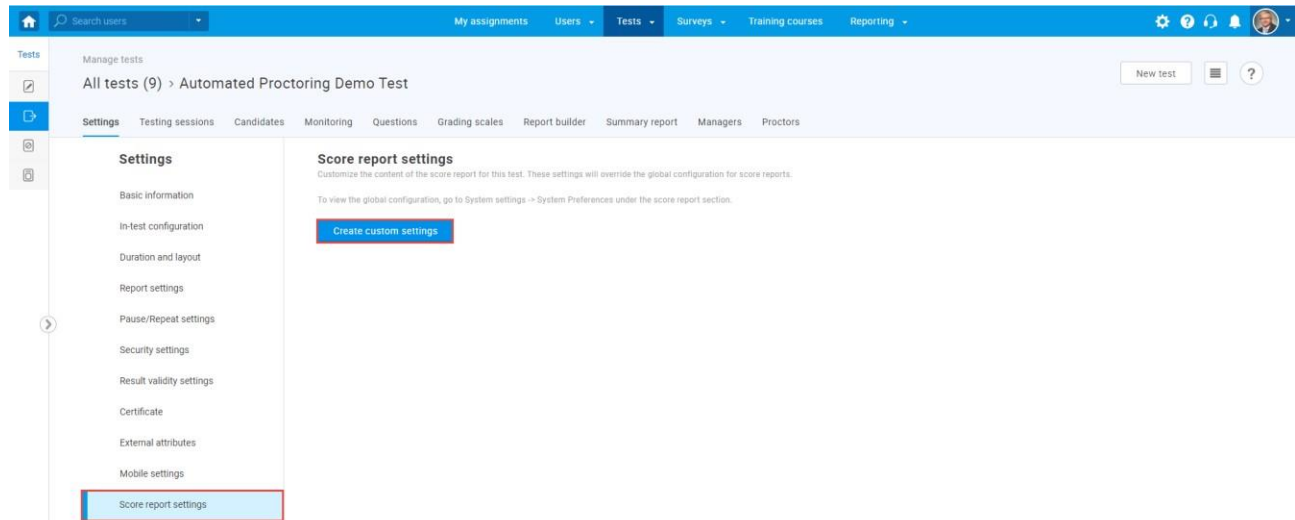 Search users
My assignments Users Tests Surveys Training courses Reporting
Tests
Manage tests
All tests (9) > Automated Proctoring Demo Test
New test
?
Settings Testing sessions Candidates Monitoring Questions Grading scales Report builder Summary report Managers Proctors
Settings
Basic information
In-test configuration
Duration and layout
Report settings
Pause/Repeat settings
Security settings
Result validity settings
Certificate
External attributes
Mobile settings
Score report settings
Score report settings
Customize the content of the score report for this test. These settings will override the global configuration for score reports.
To view the global configuration, go to System settings -> System Preferences under the score report section.
Create custom settings